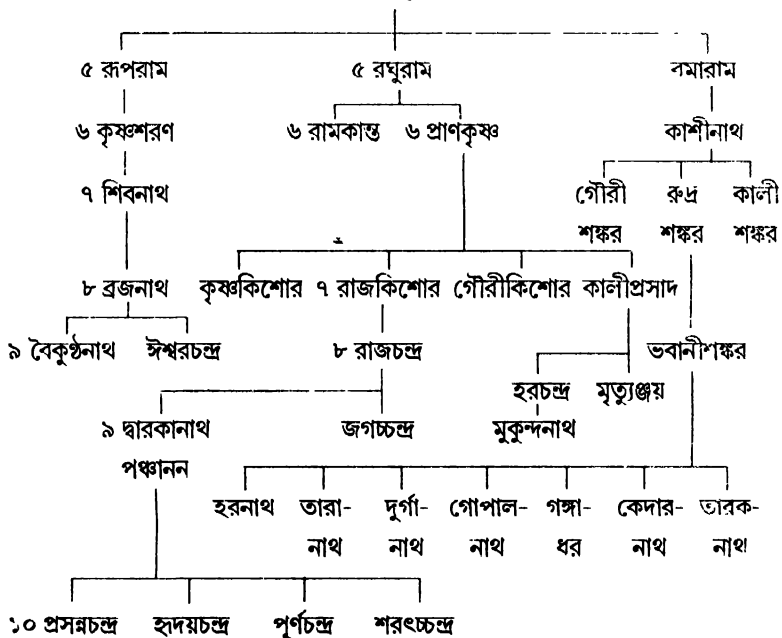 ৫ রূপরাম ৫ রঘুরাম রমারাম
৬ কৃষ্ণশরণ ৬ রামকান্ত ৬ প্রাণকৃষ্ণ কাশীনাথ
৭ শিবনাথ গৌরী রুদ্র কালী
শঙ্কর শঙ্কর শঙ্কর
৮ ব্রজনাথ কৃষ্ণকিশোর ৭ রাজকিশোর গৌরীকিশোর কালীপ্রসাদ
৯ বৈকুণ্ঠনাথ ঈশ্বরচন্দ্র ৮ রাজচন্দ্র ভবানীশঙ্কর
হরচন্দ্র মৃত্যুঞ্জয়
৯ দ্বারকানাথ জগচ্চন্দ্র মুকুন্দনাথ
পঞ্চানন
হরনাথ তারা- দুর্গা- গোপাল- গঙ্গা- কেদার- তারক-
নাথ নাথ নাথ ধর নাথ নাথ
১০ প্রসন্নচন্দ্র হৃদয়চন্দ্র পূর্ণচন্দ্র শরৎচ্চন্দ্র